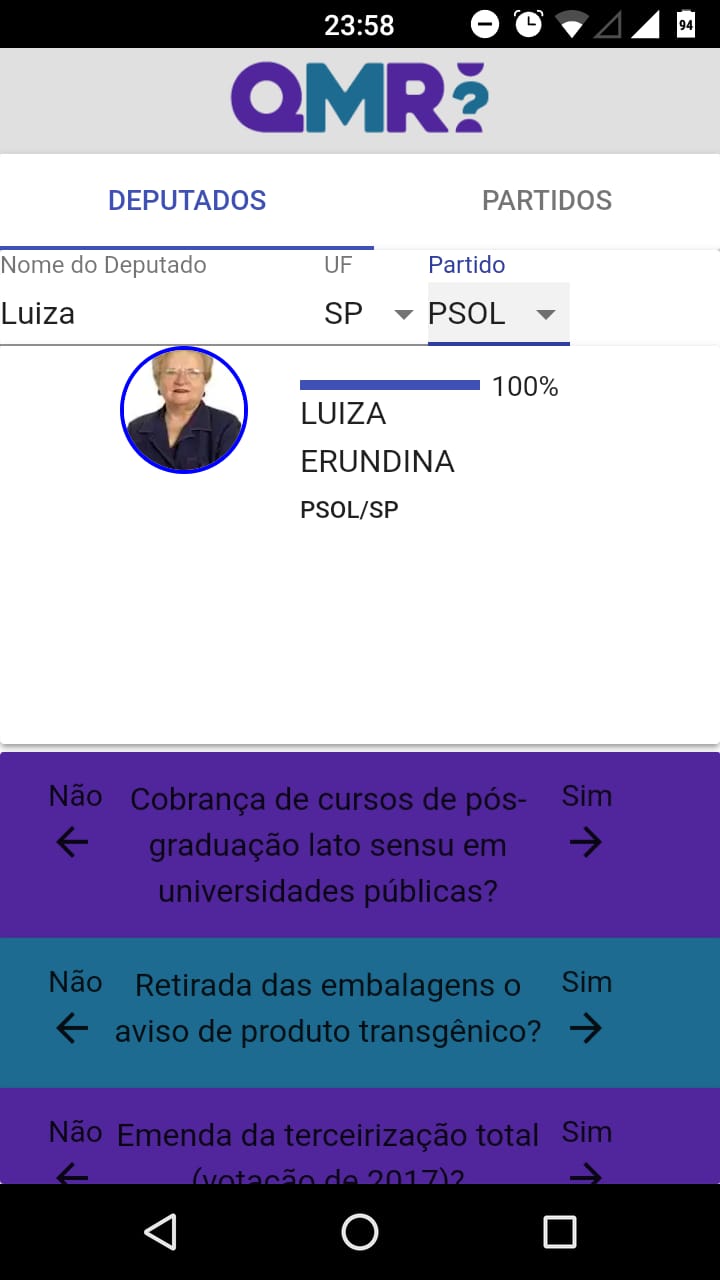 23:58
94
QMR?
DEPUTADOS PARTIDOS
Nome do Deputado UF Partido
Luiza SP PSOL
100%
LUIZA
ERUNDINA
PSOL/SP
Não Cobrança de cursos de pós- Sim
graduação lato sensu em
universidades públicas?
Não Retirada das embalagens o Sim
aviso de produto transgênico?
Não Emenda da terceirização total Sim
(votação de 2017)?